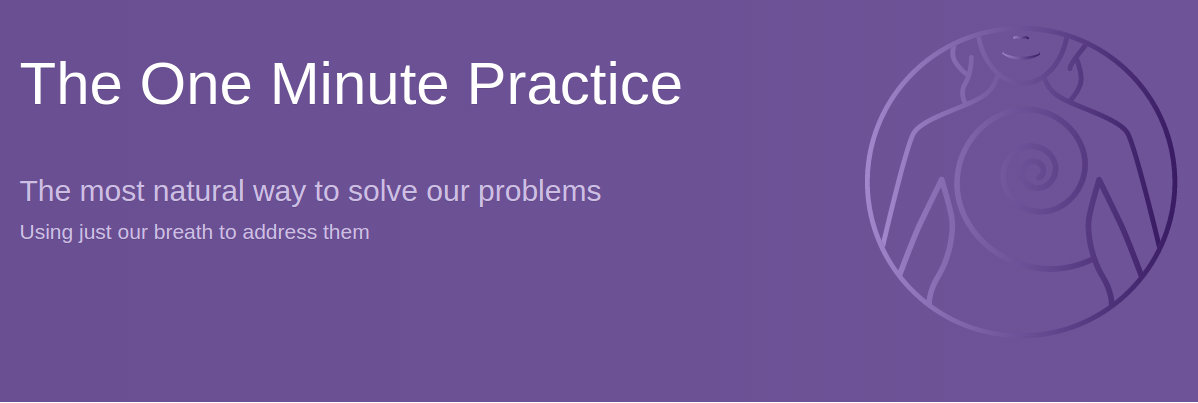 The One Minute Practice
The most natural way to solve our problems
Using just our breath to address them